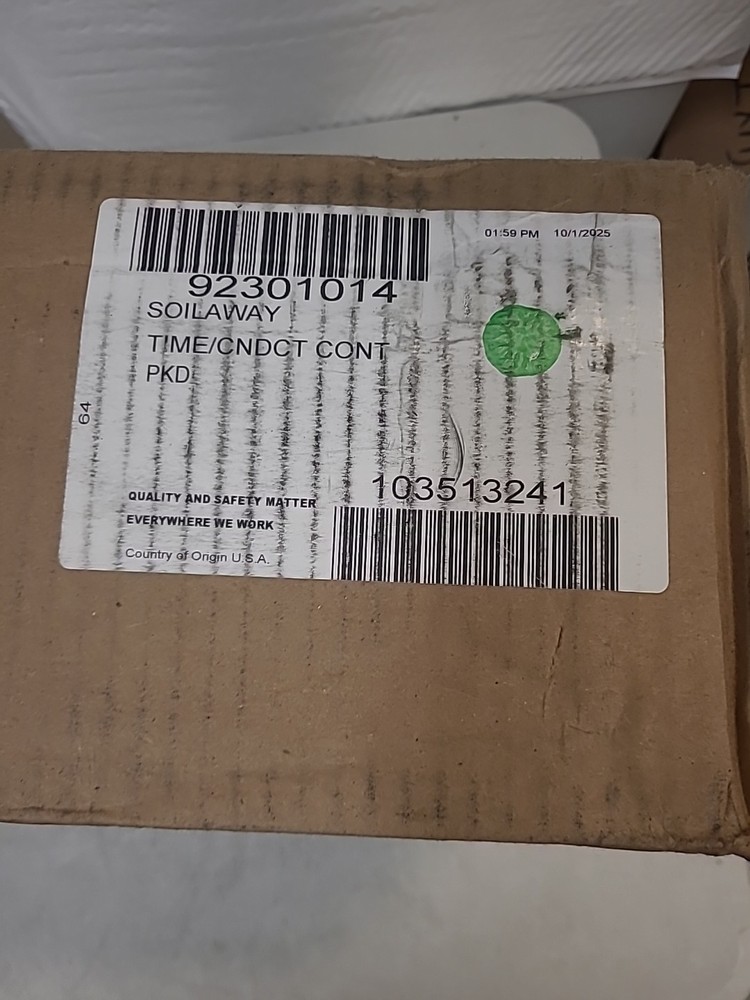 01:59 PM 10/1/2025
92301014
SOILAWAY
TIME/CNDCT CONT
PKD
64
103513241
QUALITY AND SAFETY MATTER
EVERYWHERE WE WORK
Country of Origin U.S.A.